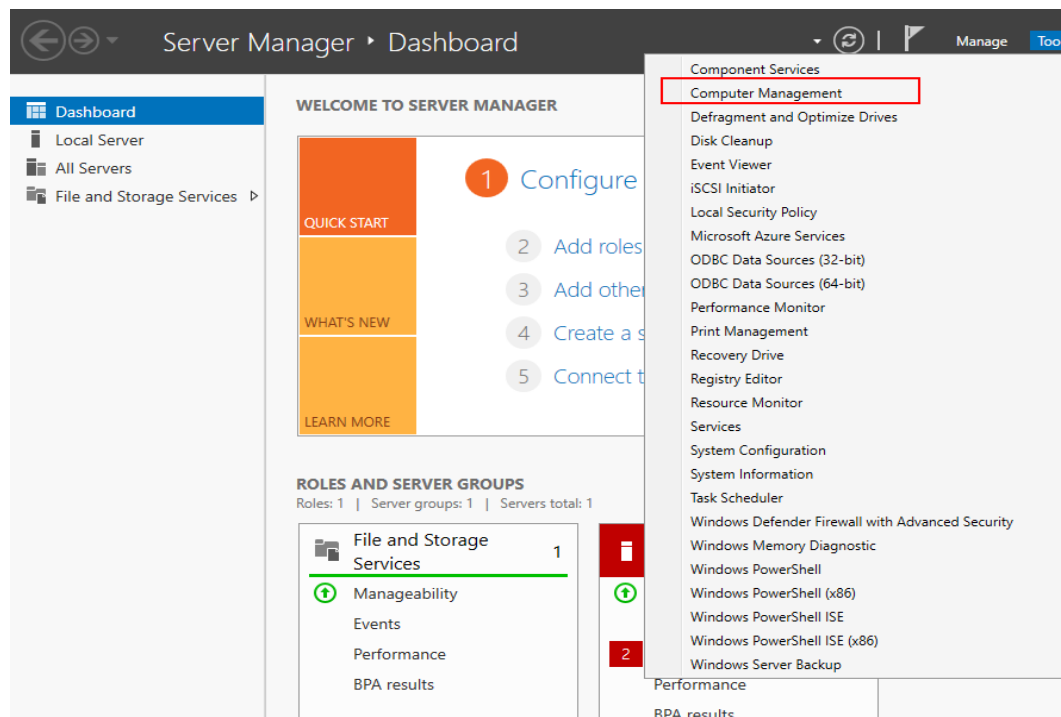 Server Manager ‣ Dashboard
Manage
Too
Dashboard
Local Server
All Servers
File and Storage Services
WELCOME TO SERVER MANAGER
QUICK START
WHAT'S NEW
LEARN MORE
1 Configure
2 Add roles
3 Add other
4 Create a s
5 Connect t
ROLES AND SERVER GROUPS
Roles: 1 | Server groups: 1 | Servers total: 1
File and Storage
Services
1
Manageability
Events
Performance
BPA results
2
Performance
BPA results
Component Services
Computer Management
Defragment and Optimize Drives
Disk Cleanup
Event Viewer
iSCSI Initiator
Local Security Policy
Microsoft Azure Services
ODBC Data Sources (32-bit)
ODBC Data Sources (64-bit)
Performance Monitor
Print Management
Recovery Drive
Registry Editor
Resource Monitor
Services
System Configuration
System Information
Task Scheduler
Windows Defender Firewall with Advanced Security
Windows Memory Diagnostic
Windows PowerShell
Windows PowerShell (x86)
Windows PowerShell ISE
Windows PowerShell ISE (x86)
Windows Server Backup